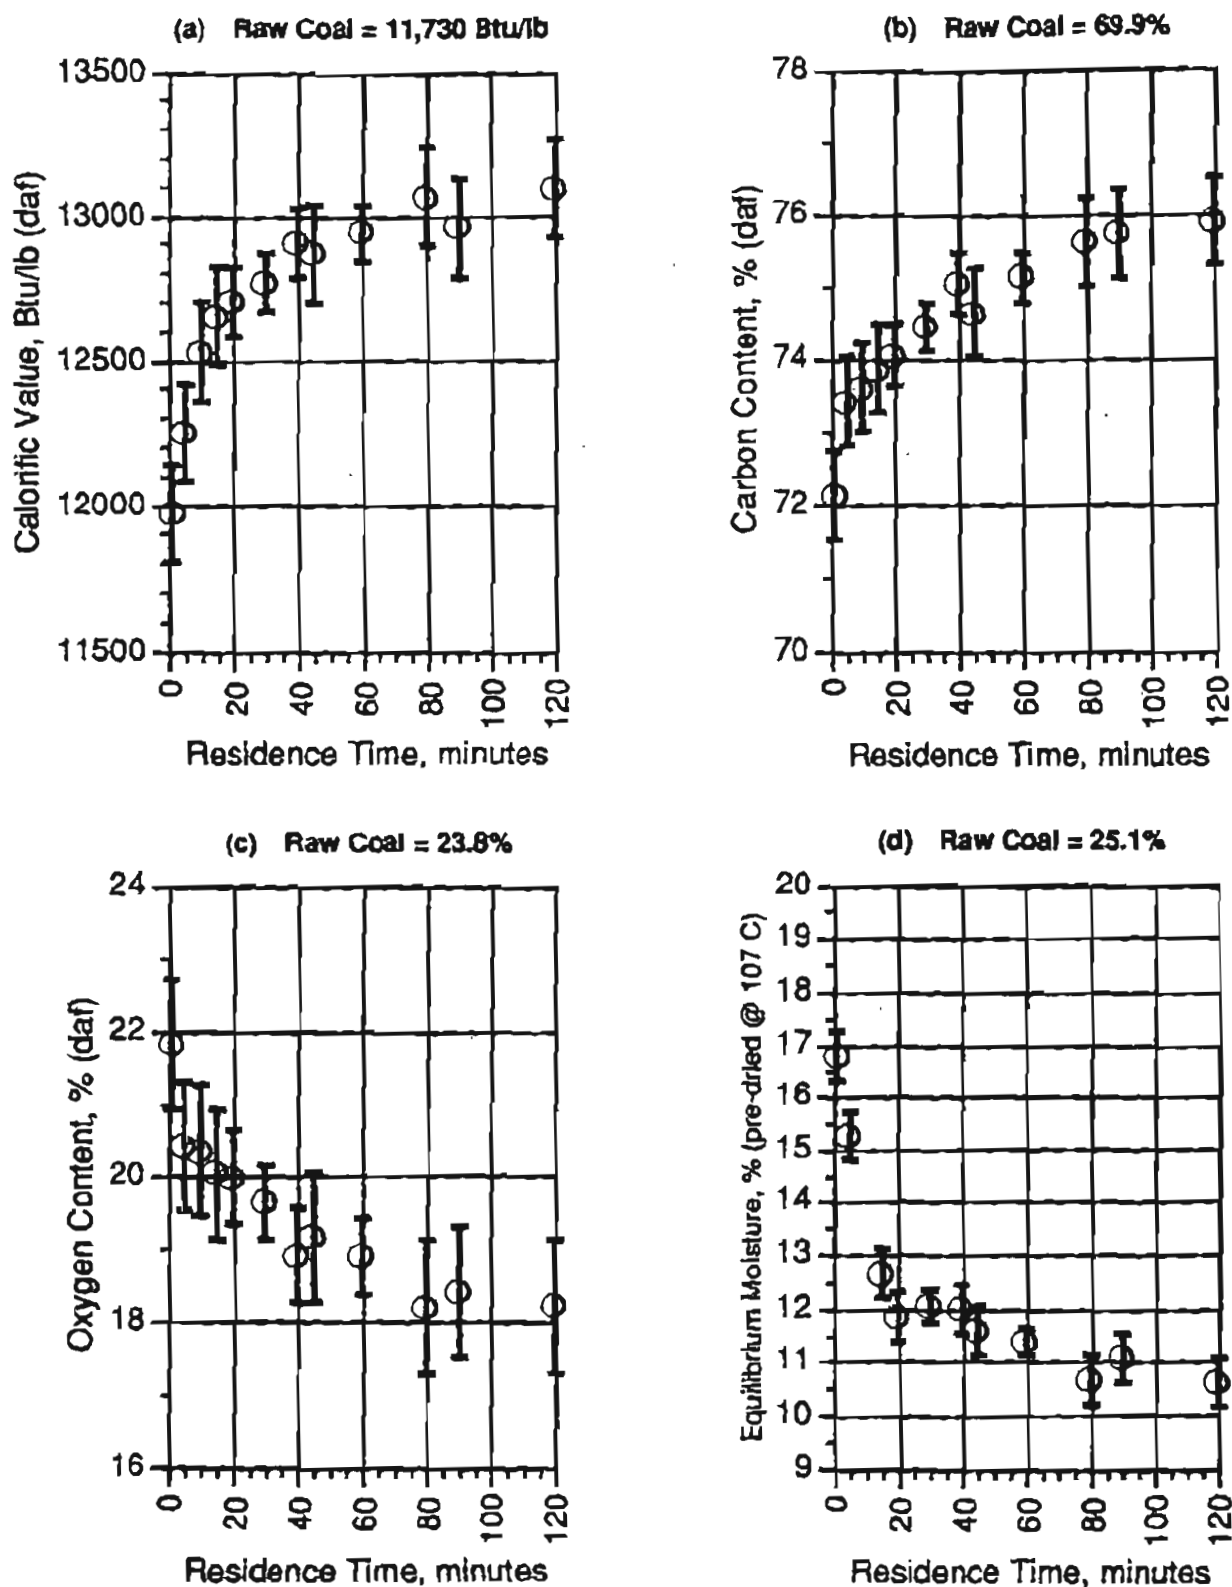 (a) Raw Coal = 11,730 Btu/lb
13500
13000
12500
12000
11500
Calorific Value, Btu/lb (daf)
0 20 40 60 80 100 120
Residence Time, minutes
(b) Raw Coal = 69.9%
78
76
74
72
70
Carbon Content, % (daf)
0 20 40 60 80 100 120
Residence Time, minutes
(c) Raw Coal = 23.8%
24
22
20
18
16
Oxygen Content, % (daf)
0 20 40 60 80 100 120
Residence Time, minutes
(d) Raw Coal = 25.1%
20
19
18
17
16
15
14
13
12
11
10
9
Equilibrium Moisture, % (pre-dried @ 107 C)
0 20 40 60 80 100 120
Residence Time, minutes